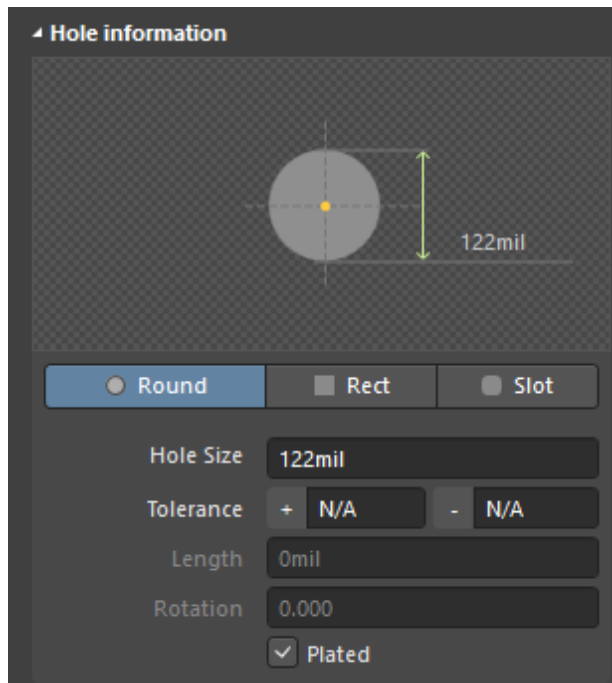 Hole information
122mil
Round Rect Slot
Hole Size 122mil
Tolerance + N/A - N/A
Length 0mil
Rotation 0.000
Plated